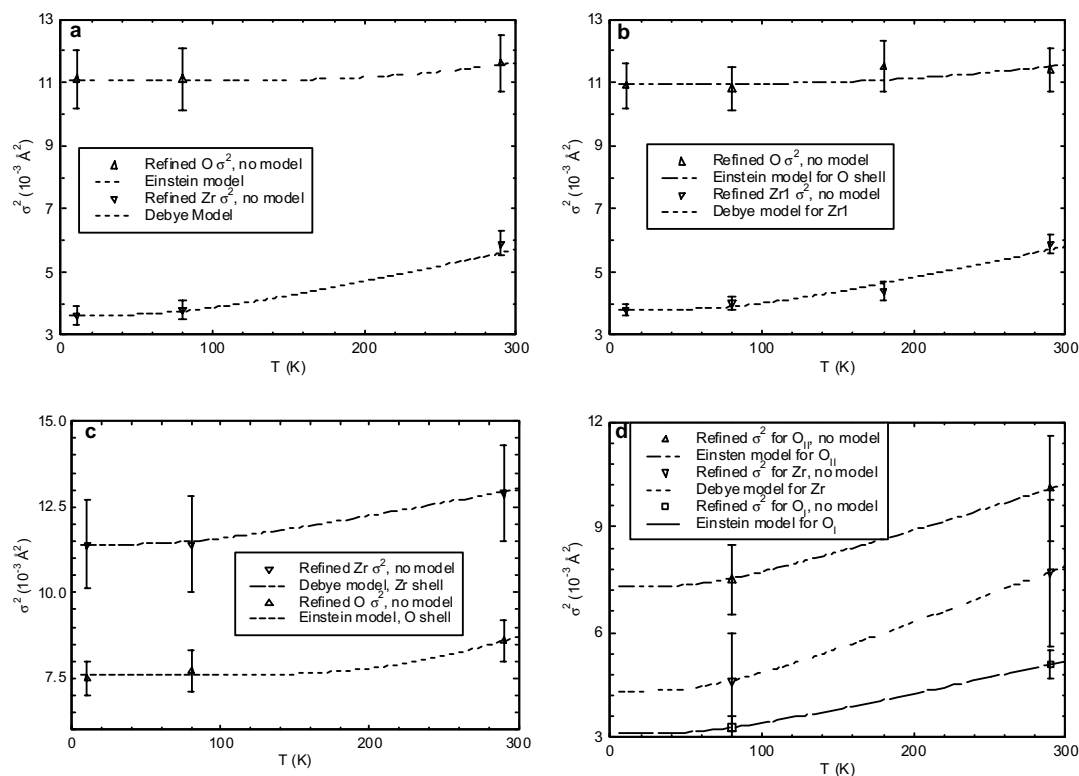 a
13
11
9
7
5
3
σ² (10⁻³ Å²)
Refined O σ², no model
Einstein model
Refined Zr σ², no model
Debye Model
0 100 200 300
T (K)
b
13
11
9
7
5
3
σ² (10⁻³ Å²)
Refined O σ², no model
Einstein model for O shell
Refined Zr1 σ², no model
Debye model for Zr1
0 100 200 300
T (K)
c
15.0
12.5
10.0
7.5
σ² (10⁻³ Å²)
Refined Zr σ², no model
Debye model, Zr shell
Refined O σ², no model
Einstein model, O shell
0 100 200 300
T (K)
d
12
9
6
3
σ² (10⁻³ Å²)
Refined σ² for O_II, no model
Einsten model for O_II
Refined σ² for Zr, no model
Debye model for Zr
Refined σ² for O_I, no model
Einstein model for O_I
0 100 200 300
T (K)